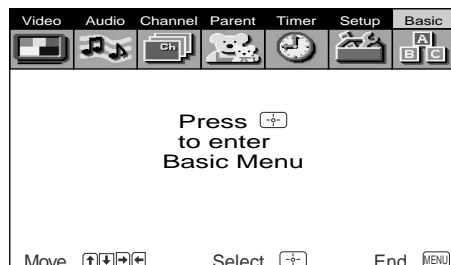 Video Audio Channel Parent Timer Setup Basic
Ch A B C
Press
to enter
Basic Menu
Move Select End MENU